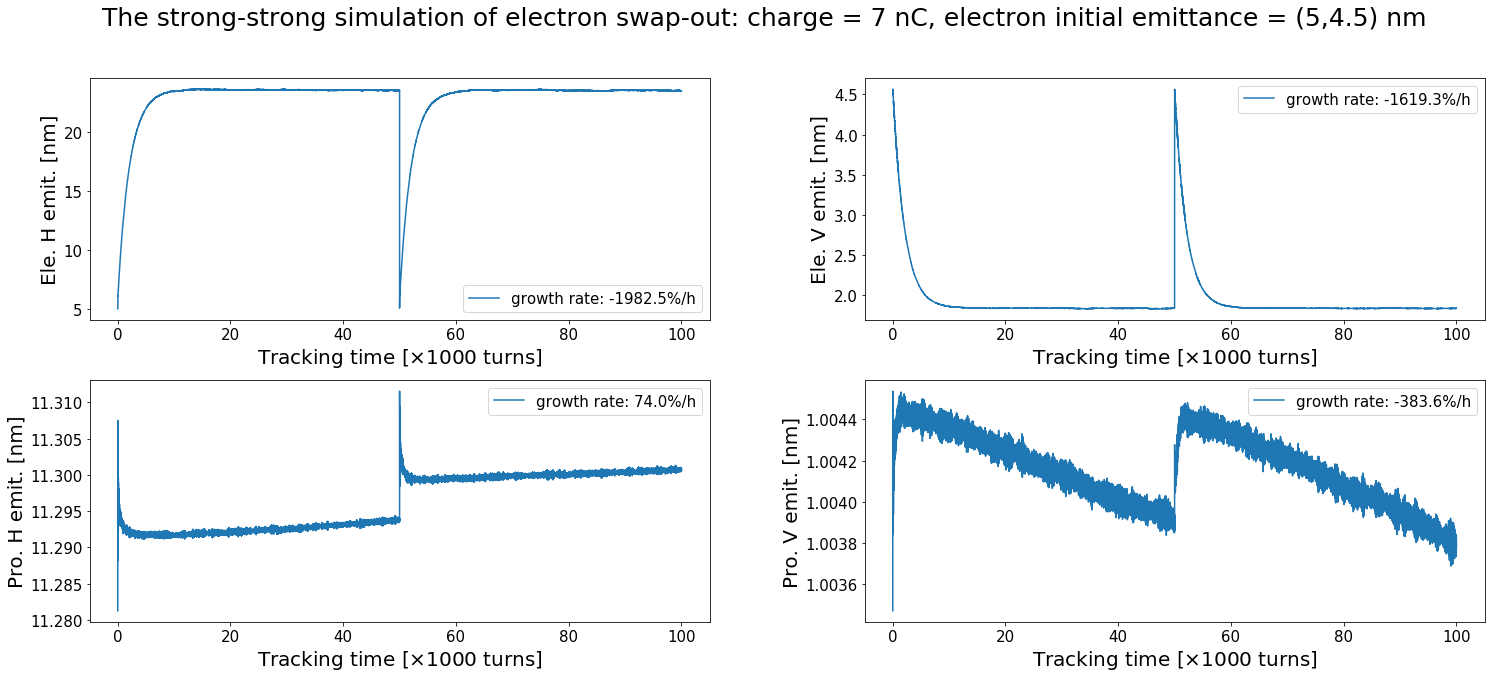 The strong-strong simulation of electron swap-out: charge = 7 nC, electron initial emittance = (5,4.5) nm
Ele. H emit. [nm]
20
15
10
5
growth rate: -1982.5%/h
0 20 40 60 80 100
Tracking time [×1000 turns]
Ele. V emit. [nm]
4.5
4.0
3.5
3.0
2.5
2.0
growth rate: -1619.3%/h
0 20 40 60 80 100
Tracking time [×1000 turns]
Pro. H emit. [nm]
11.310
11.305
11.300
11.295
11.290
11.285
11.280
growth rate: 74.0%/h
0 20 40 60 80 100
Tracking time [×1000 turns]
Pro. V emit. [nm]
1.0044
1.0042
1.0040
1.0038
1.0036
growth rate: -383.6%/h
0 20 40 60 80 100
Tracking time [×1000 turns]